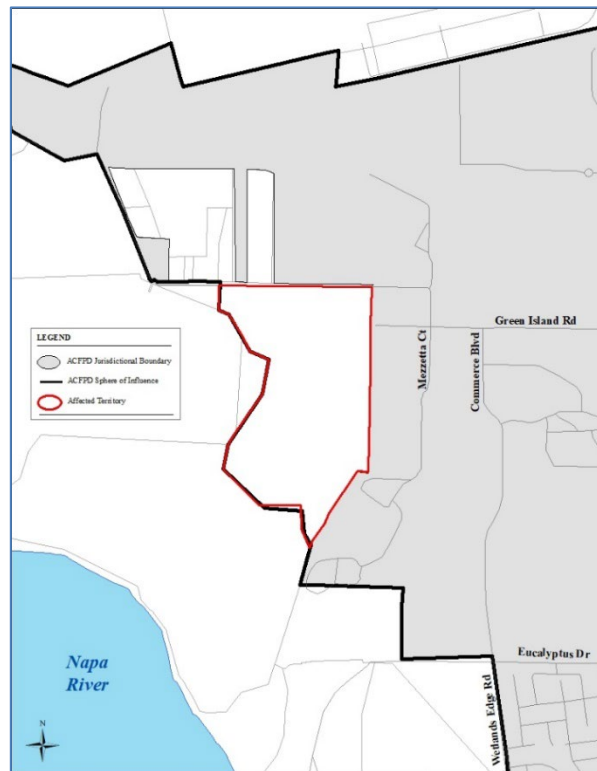 Green Island Rd
Mezzetta Ct
Commerce Blvd
LEGEND
ACFPD Jurisdictional Boundary
ACFPD Sphere of Influence
Affected Territory
Eucalyptus Dr
Wetlands Edge Rd
Napa
River
N